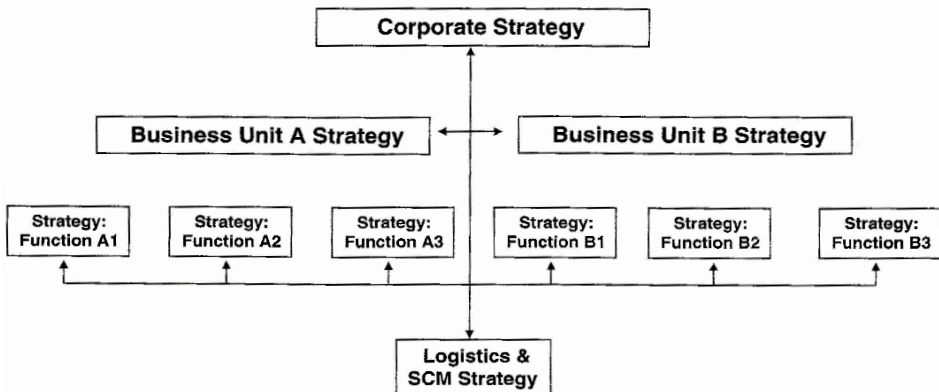 Corporate Strategy
Business Unit A Strategy
Business Unit B Strategy
Strategy:
Function A1
Strategy:
Function A2
Strategy:
Function A3
Strategy:
Function B1
Strategy:
Function B2
Strategy:
Function B3
Logistics &
SCM Strategy